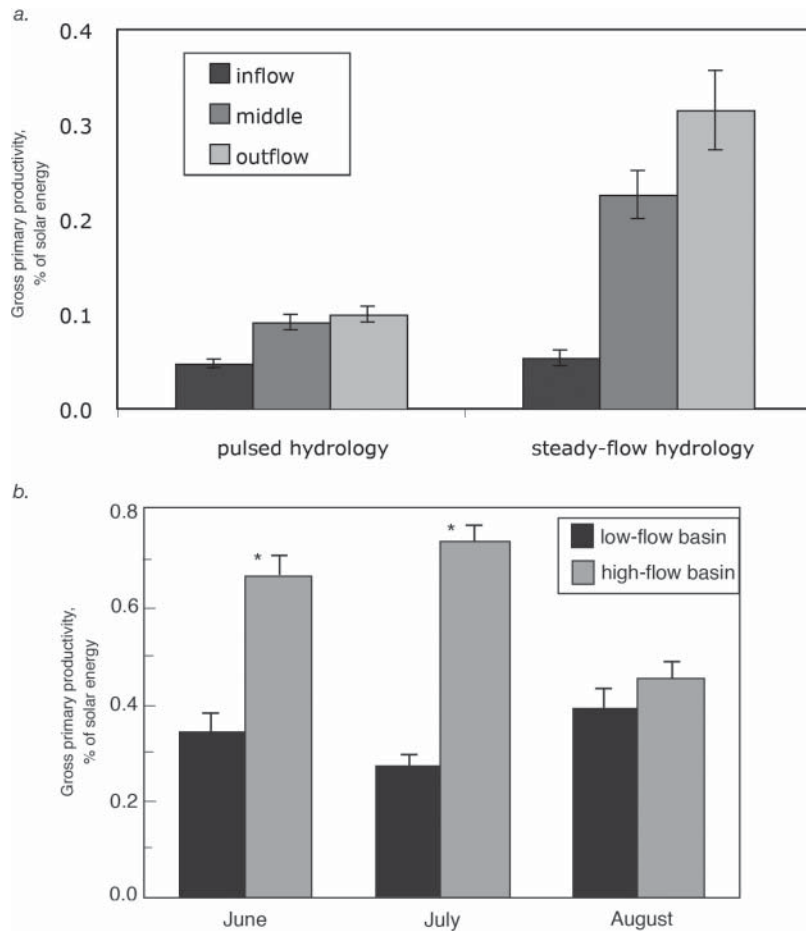 a.
0.4
0.3
0.2
0.1
0.0
Gross primary productivity,
% of solar energy
inflow
middle
outflow
pulsed hydrology
steady-flow hydrology
b.
0.8
0.6
0.4
0.2
0.0
Gross primary productivity,
% of solar energy
*
*
low-flow basin
high-flow basin
June
July
August